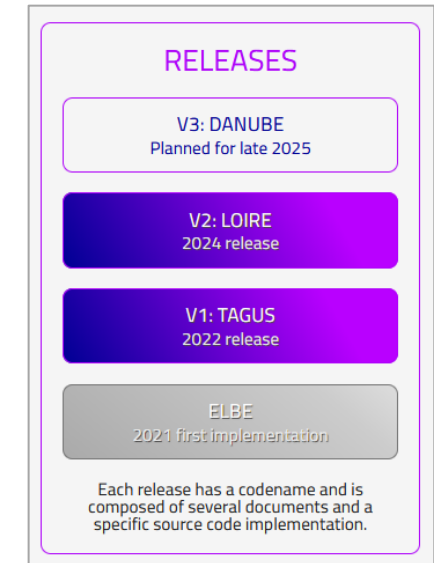 RELEASES
V3: DANUBE
Planned for late 2025
V2: LOIRE
2024 release
V1: TAGUS
2022 release
ELBE
2021 first implementation
Each release has a codename and is
composed of several documents and a
specific source code implementation.